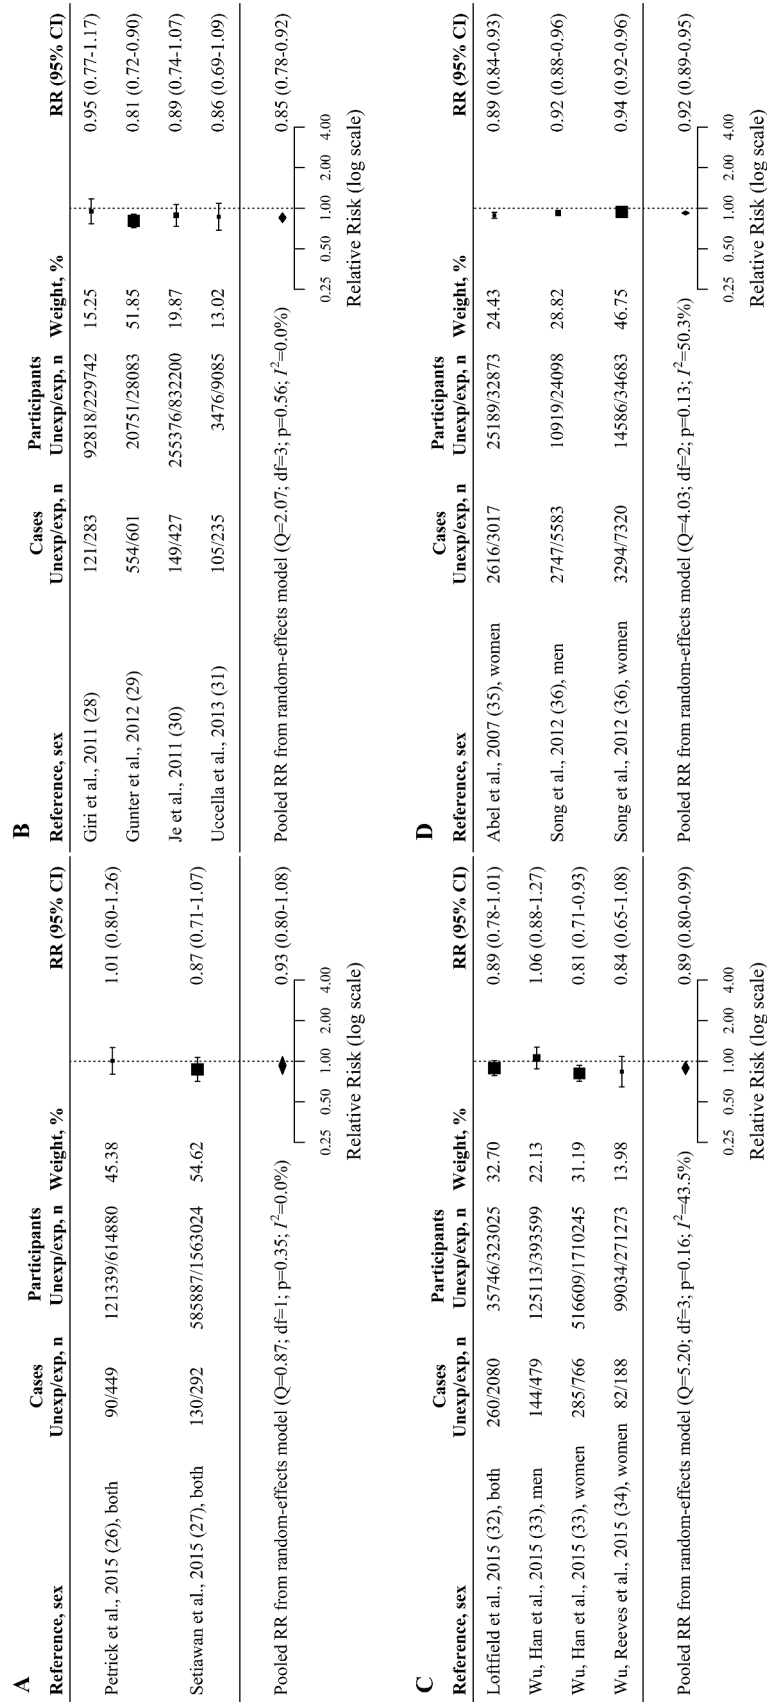 A
Reference, sex Cases Unexp/exp, n Participants Unexp/exp, n Weight, % RR (95% CI)
Petrick et al., 2015 (26), both 90/449 121339/614880 45.38 1.01 (0.80-1.26)
Setiawan et al., 2015 (27), both 130/292 585887/1563024 54.62 0.87 (0.71-1.07)
Pooled RR from random-effects model (Q=0.87; df=1; p=0.35; I²=0.0%) 0.93 (0.80-1.08)
0.25 0.50 1.00 2.00 4.00
Relative Risk (log scale)
B
Reference, sex Cases Unexp/exp, n Participants Unexp/exp, n Weight, % RR (95% CI)
Giri et al., 2011 (28) 121/283 92818/229742 15.25 0.95 (0.77-1.17)
Gunter et al., 2012 (29) 554/601 20751/28083 51.85 0.81 (0.72-0.90)
Je et al., 2011 (30) 149/427 255376/832200 19.87 0.89 (0.74-1.07)
Uccella et al., 2013 (31) 105/235 3476/9085 13.02 0.86 (0.69-1.09)
Pooled RR from random-effects model (Q=2.07; df=3; p=0.56; I²=0.0%) 0.85 (0.78-0.92)
0.25 0.50 1.00 2.00 4.00
Relative Risk (log scale)
C
Reference, sex Cases Unexp/exp, n Participants Unexp/exp, n Weight, % RR (95% CI)
Loftfield et al., 2015 (32), both 260/2080 35746/323025 32.70 0.89 (0.78-1.01)
Wu, Han et al., 2015 (33), men 144/479 125113/393599 22.13 1.06 (0.88-1.27)
Wu, Han et al., 2015 (33), women 285/766 516609/1710245 31.19 0.81 (0.71-0.93)
Wu, Reeves et al., 2015 (34), women 82/188 99034/271273 13.98 0.84 (0.65-1.08)
Pooled RR from random-effects model (Q=5.20; df=3; p=0.16; I²=43.5%) 0.89 (0.80-0.99)
0.25 0.50 1.00 2.00 4.00
Relative Risk (log scale)
D
Reference, sex Cases Unexp/exp, n Participants Unexp/exp, n Weight, % RR (95% CI)
Abel et al., 2007 (35), women 2616/3017 25189/32873 24.43 0.89 (0.84-0.93)
Song et al., 2012 (36), men 2747/5583 10919/24098 28.82 0.92 (0.88-0.96)
Song et al., 2012 (36), women 3294/7320 14586/34683 46.75 0.94 (0.92-0.96)
Pooled RR from random-effects model (Q=4.03; df=2; p=0.13; I²=50.3%) 0.92 (0.89-0.95)
0.25 0.50 1.00 2.00 4.00
Relative Risk (log scale)